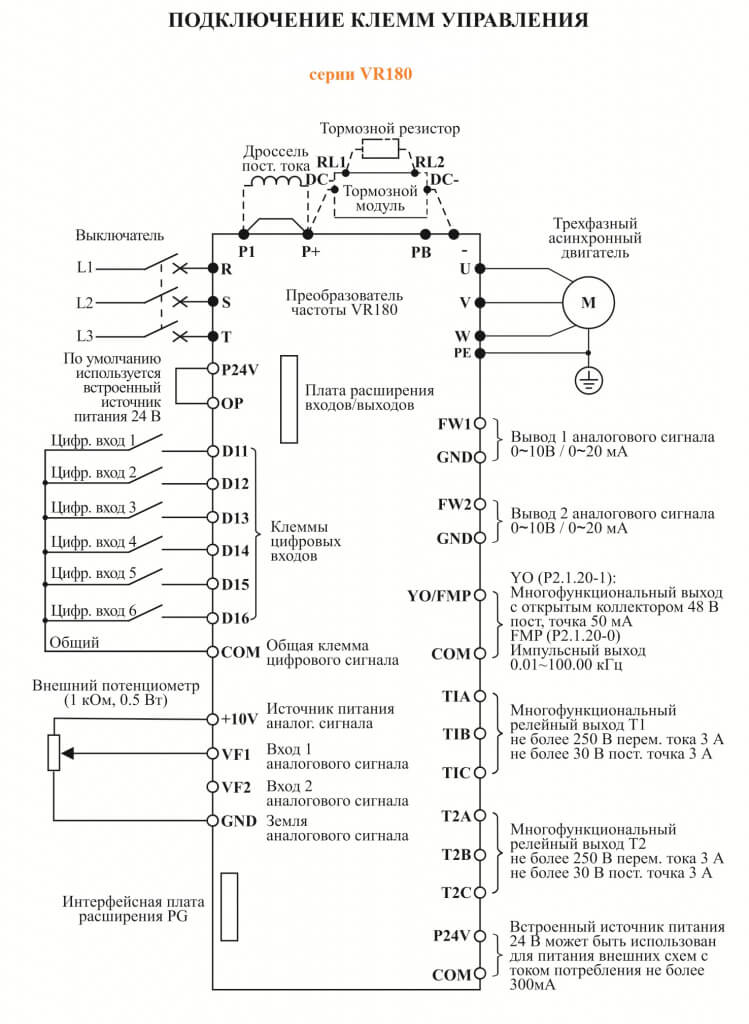 ПОДКЛЮЧЕНИЕ КЛЕММ УПРАВЛЕНИЯ
серии VR180
Тормозной резистор
Дроссель
пост. тока
RL1
RL2
DC-
DC-
Тормозной
модуль
P1
P+
PB
-
Выключатель
L1
R
L2
S
L3
T
Преобразователь
частоты VR180
U
V
W
PE
M
Трехфазный
асинхронный
двигатель
По умолчанию
используется
встроенный
источник
питания 24 В
P24V
OP
Плата расширения
входов/выходов
Цифр. вход 1
D11
Цифр. вход 2
D12
Цифр. вход 3
D13
Цифр. вход 4
D14
Цифр. вход 5
D15
Цифр. вход 6
D16
Клеммы
цифровых
входов
Общий
COM
Общая клемма
цифрового сигнала
Внешний потенциометр
(1 кОм, 0.5 Вт)
+10V
Источник питания
аналог. сигнала
VF1
Вход 1
аналогового сигнала
VF2
Вход 2
аналогового сигнала
GND
Земля
аналогового сигнала
Интерфейсная плата
расширения PG
FW1
GND
Вывод 1 аналогового сигнала
0~10В / 0~20 мА
FW2
GND
Вывод 2 аналогового сигнала
0~10В / 0~20 мА
YO/FMP
COM
YO (P2.1.20-1):
Многофункциональный выход
с открытым коллектором 48 В
пост, точка 50 мА
FMP (P2.1.20-0)
Импульсный выход
0.01~100.00 кГц
TIA
TIB
TIC
Многофункциональный
релейный выход T1
не более 250 В перем. тока 3 А
не более 30 В пост. точка 3 А
T2A
T2B
T2C
Многофункциональный
релейный выход T2
не более 250 В перем. тока 3 А
не более 30 В пост. точка 3 А
P24V
COM
Встроенный источник питания
24 В может быть использован
для питания внешних схем с
током потребления не более
300мА